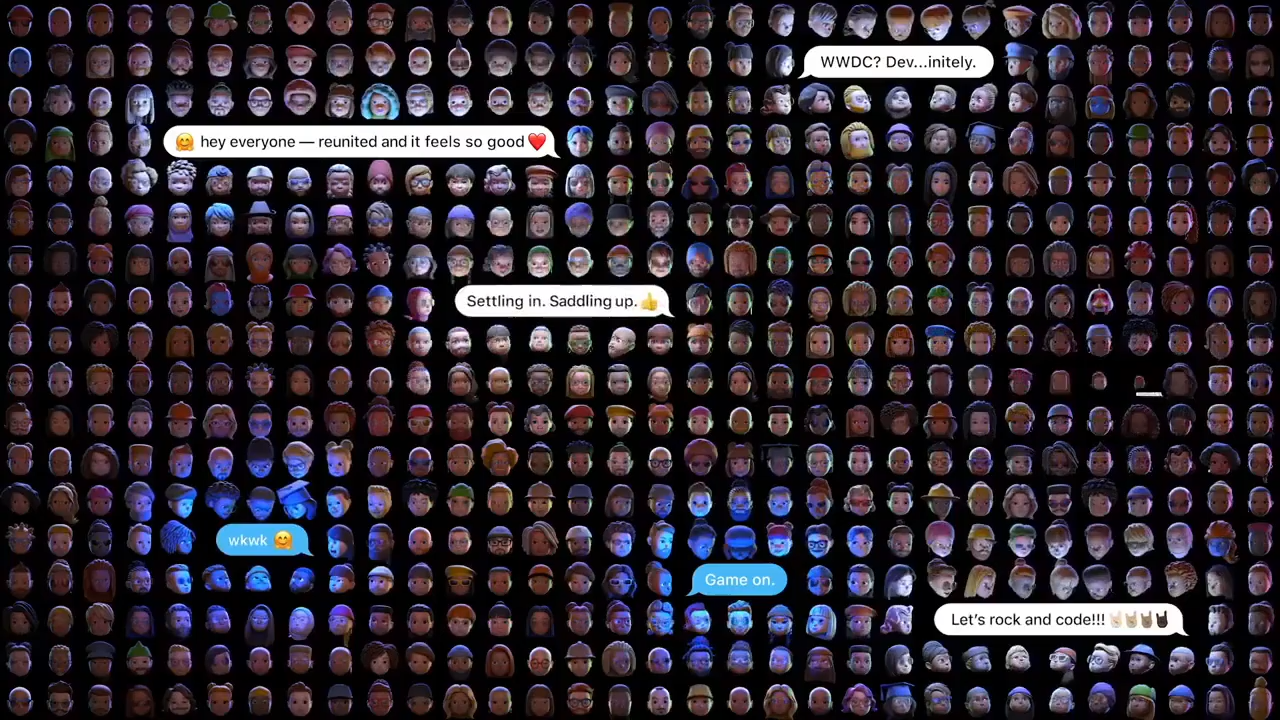 WWDC? Dev...initely.
🤗 hey everyone — reunited and it feels so good❤️
Settling in. Saddling up.👍
wkwk 🤗
Game on.
Let’s rock and code!!! 🤘🏻🤘🏼🤘🏾🤘🏿